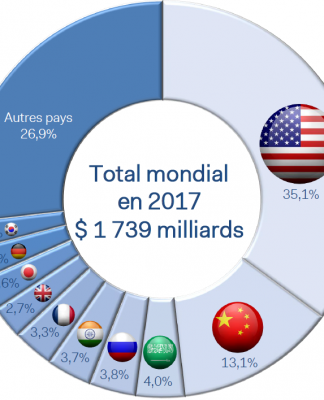 Autres pays
26,9%
Total mondial
en 2017
$ 1 739 milliards
35,1%
13,1%
4,0%
3,8%
3,7%
3,3%
2,7%